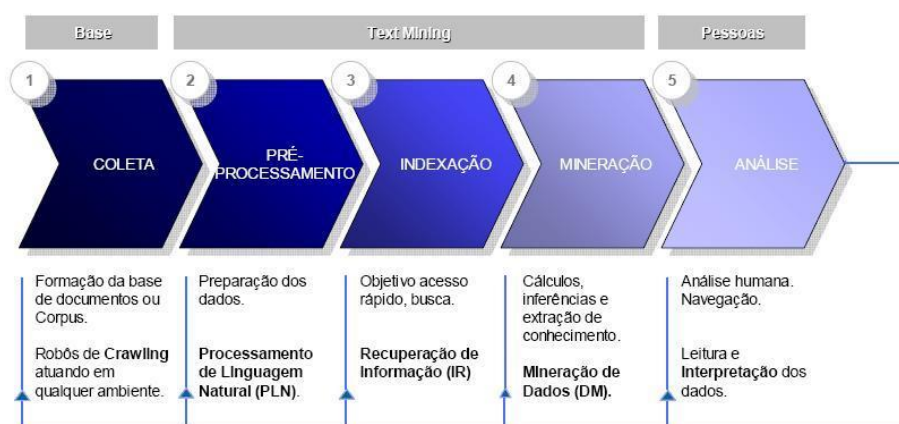 Base
Text Mining
Pessoas
1
2
3
4
5
COLETA
PRÉ-
PROCESSAMENTO
INDEXAÇÃO
MINERAÇÃO
ANÁLISE
Formação da base
de documentos ou
Corpus.
Robôs de Crawling
atuando em
qualquer ambiente.
Preparação dos
dados.
Processamento
de Linguagem
Natural (PLN).
Objetivo acesso
rápido, busca.
Recuperação de
Informação (IR)
Cálculos,
inferências e
extração de
conhecimento.
Mineração de
Dados (DM).
Análise humana.
Navegação.
Leitura e
Interpretação dos
dados.